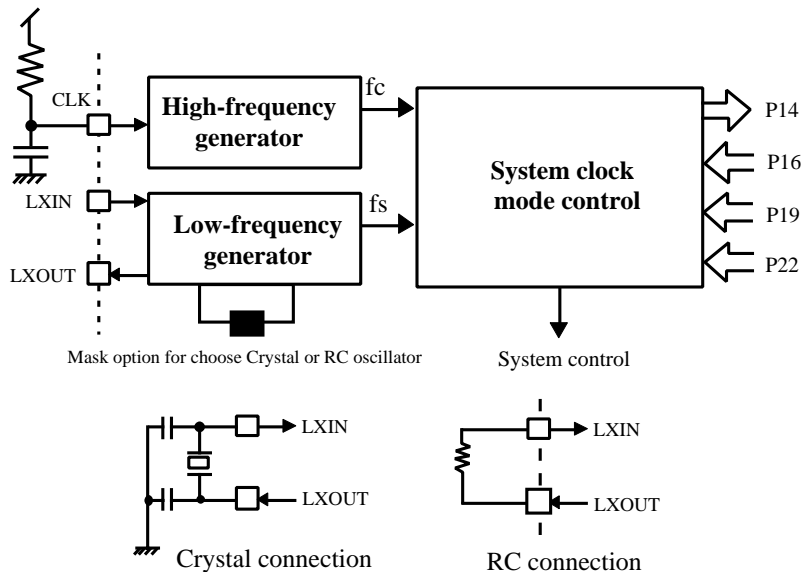 CLK
High-frequency
generator
fc
LXIN
LXOUT
Low-frequency
generator
fs
System clock
mode control
P14
P16
P19
P22
Mask option for choose Crystal or RC oscillator
System control
LXIN
LXOUT
Crystal connection
LXIN
LXOUT
RC connection